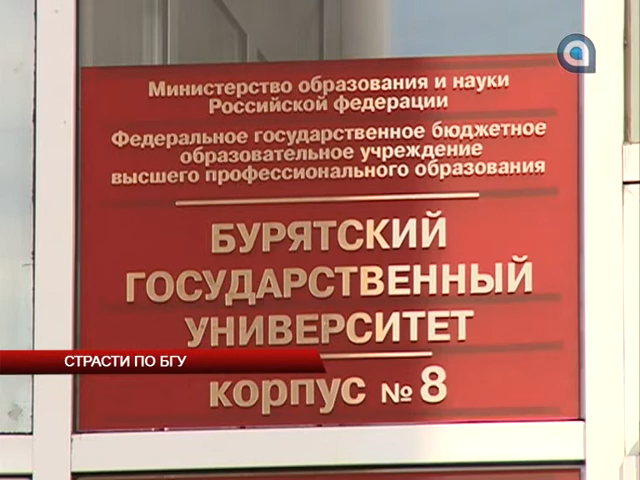 Министерство образования и науки
Российской федерации
Федеральное государственное бюджетное
образовательное учреждение
высшего профессионального образования
БУРЯТСКИЙ
ГОСУДАРСТВЕННЫЙ
УНИВЕРСИТЕТ
СТРАСТИ ПО БГУ
корпус № 8